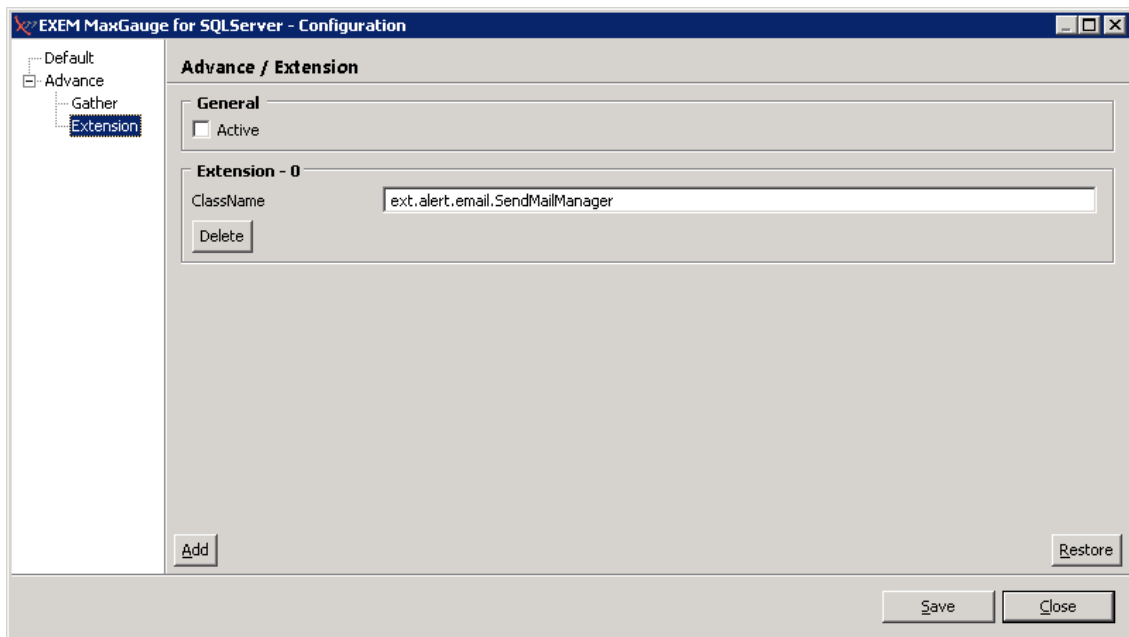 EXEM MaxGauge for SQLServer - Configuration
Default
Advance
Gather
Extension
Advance / Extension
General
Active
Extension - 0
ClassName
ext.alert.email.SendMailManager
Delete
Add
Restore
Save
Close